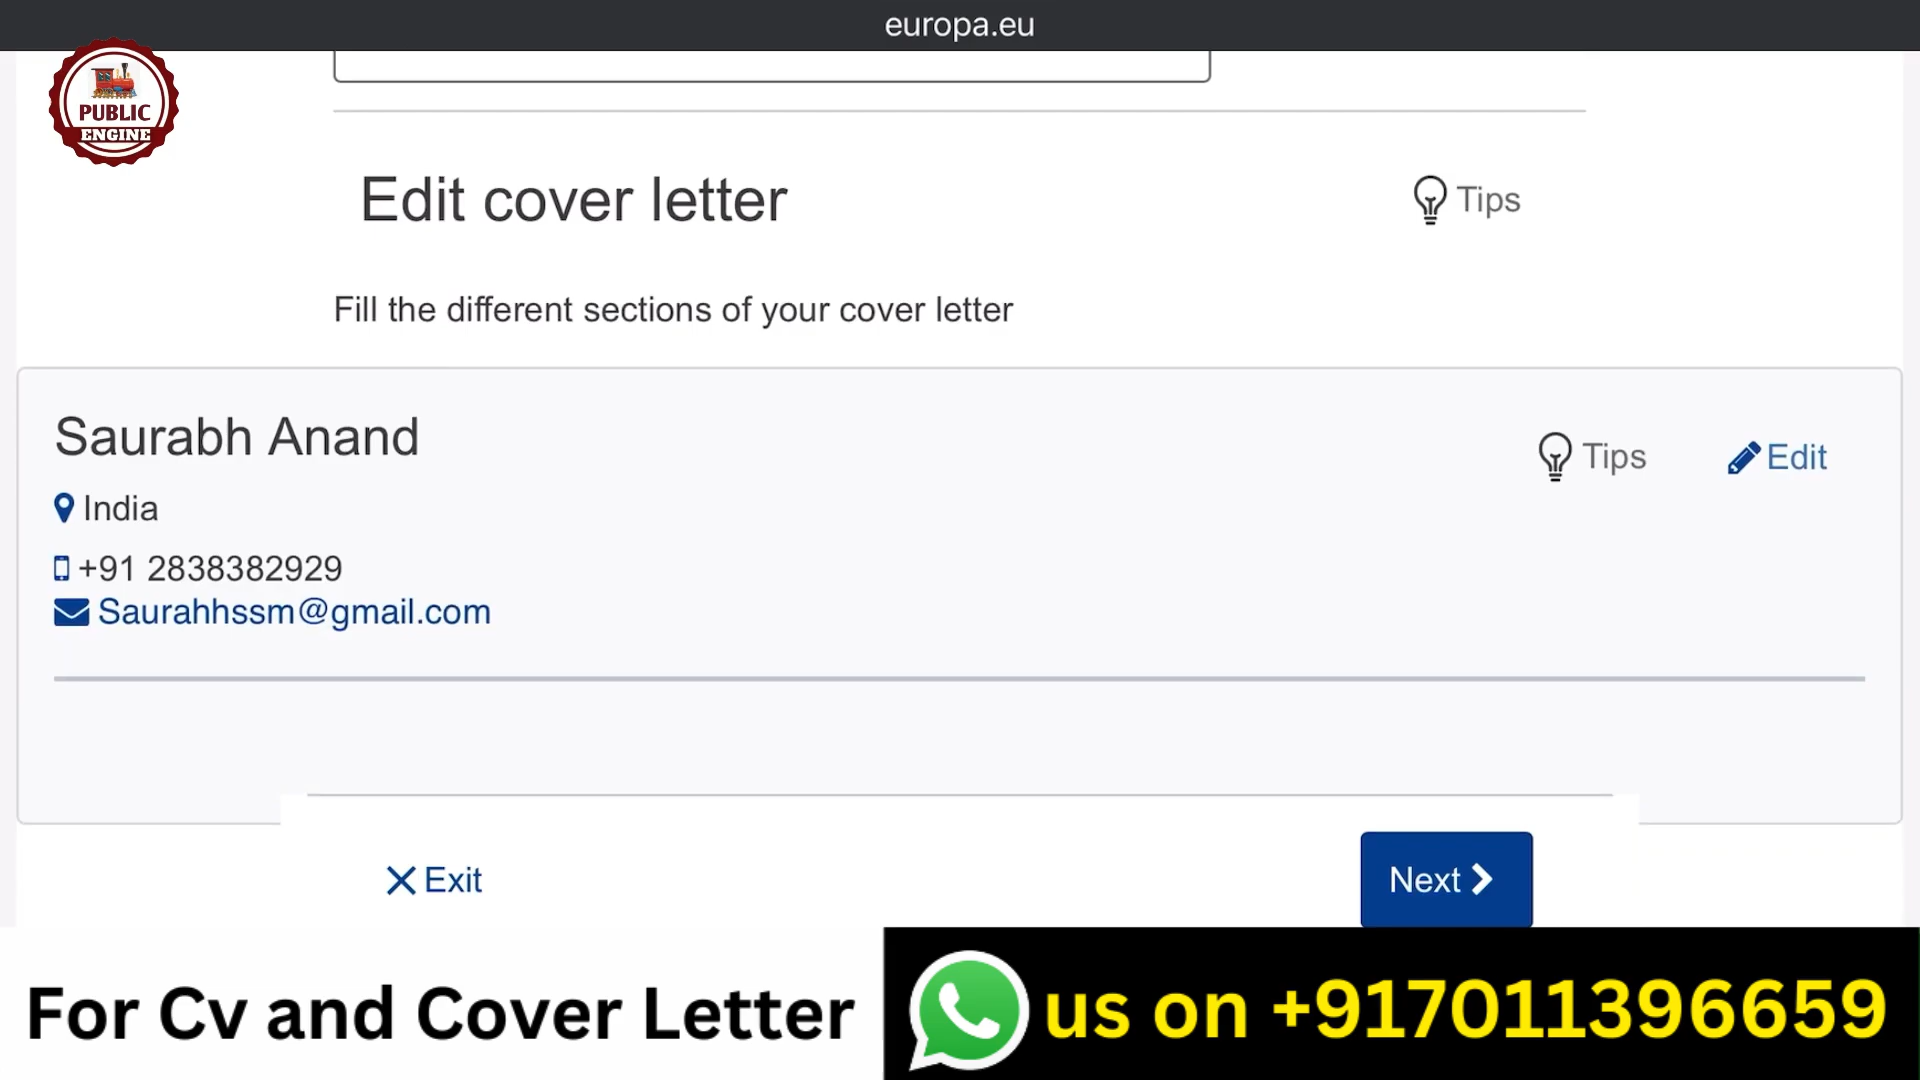 europa.eu
PUBLIC
ENGINE
Edit cover letter
Tips
Fill the different sections of your cover letter
Saurabh Anand
Tips
Edit
India
+91 2838382929
Saurahhssm@gmail.com
Exit
Next
For Cv and Cover Letter
us on +917011396659